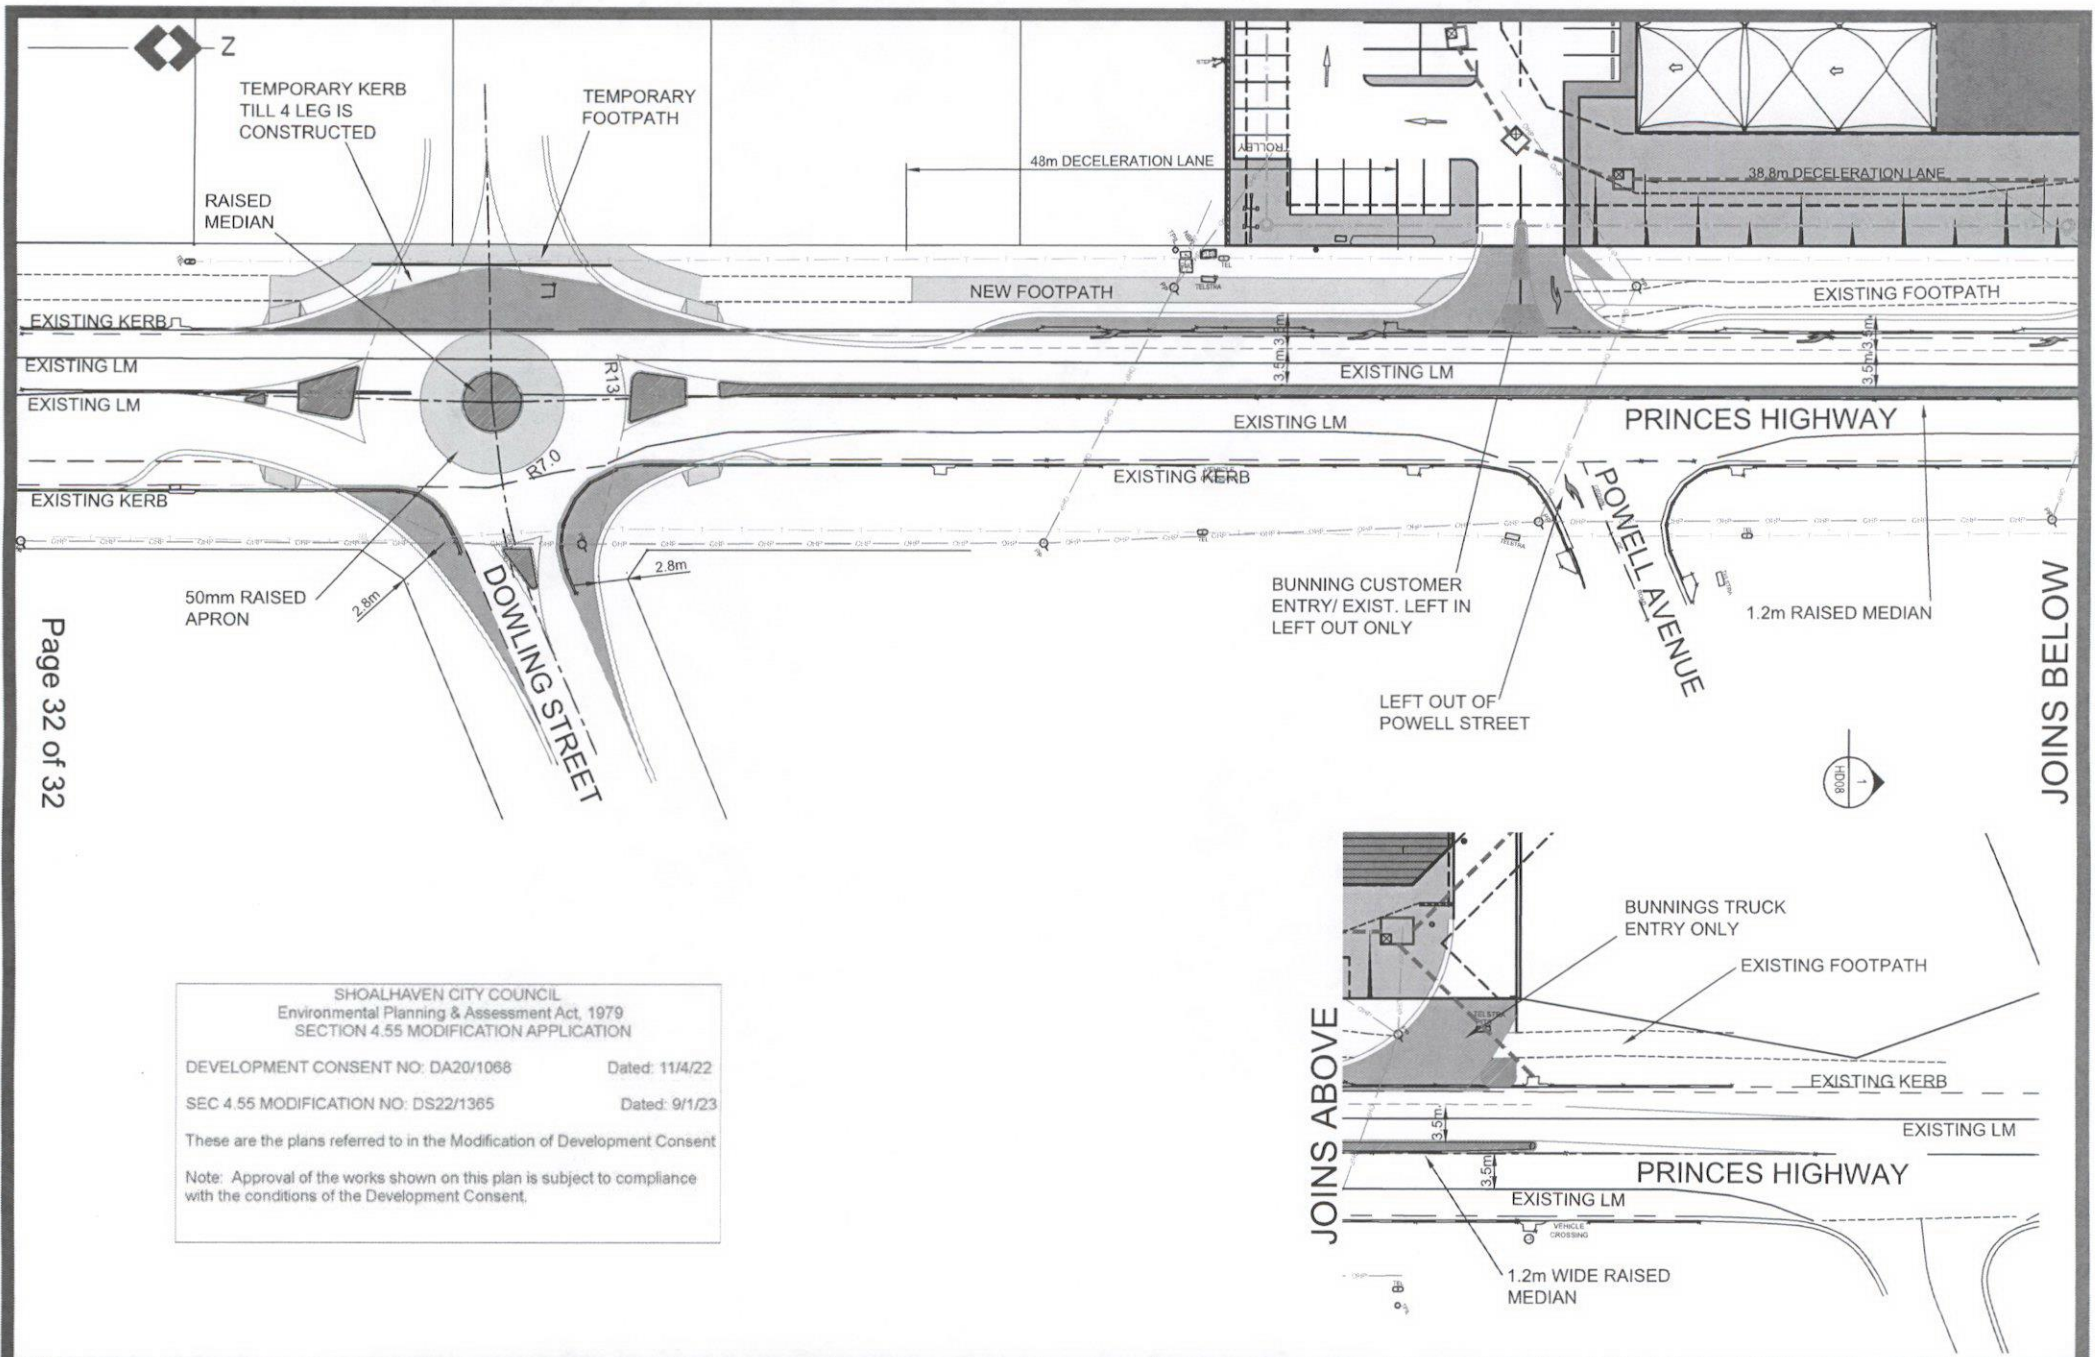 Z
TEMPORARY KERB
TILL 4 LEG IS
CONSTRUCTED
TEMPORARY
FOOTPATH
RAISED
MEDIAN
TROLLEY
48m DECELERATION LANE
38.8m DECELERATION LANE
TEL
TELSTRA
NEW FOOTPATH
EXISTING FOOTPATH
EXISTING KERB
3.5m
3.5m
3.5m
3.5m
EXISTING LM
R13
EXISTING LM
EXISTING LM
EXISTING LM
PRINCES HIGHWAY
R7.0
EXISTING KERB
EXISTING KERB
POWELL AVENUE
TEL
TELSTRA
TELSTRA
DOWLING STREET
2.8m
2.8m
50mm RAISED
APRON
BUNNING CUSTOMER
ENTRY/ EXIST. LEFT IN
LEFT OUT ONLY
1.2m RAISED MEDIAN
LEFT OUT OF
POWELL STREET
JOINS BELOW
Page 32 of 32
1
HD08
BUNNINGS TRUCK
ENTRY ONLY
EXISTING FOOTPATH
TELSTRA
JOINS ABOVE
EXISTING KERB
3.5m
EXISTING LM
3.5m
PRINCES HIGHWAY
EXISTING LM
VEHICLE
CROSSING
1.2m WIDE RAISED
MEDIAN
TEL
SHOALHAVEN CITY COUNCIL
Environmental Planning & Assessment Act, 1979
SECTION 4.55 MODIFICATION APPLICATION
DEVELOPMENT CONSENT NO: DA20/1068 Dated: 11/4/22
SEC 4.55 MODIFICATION NO: DS22/1365 Dated: 9/1/23
These are the plans referred to in the Modification of Development Consent
Note: Approval of the works shown on this plan is subject to compliance
with the conditions of the Development Consent.